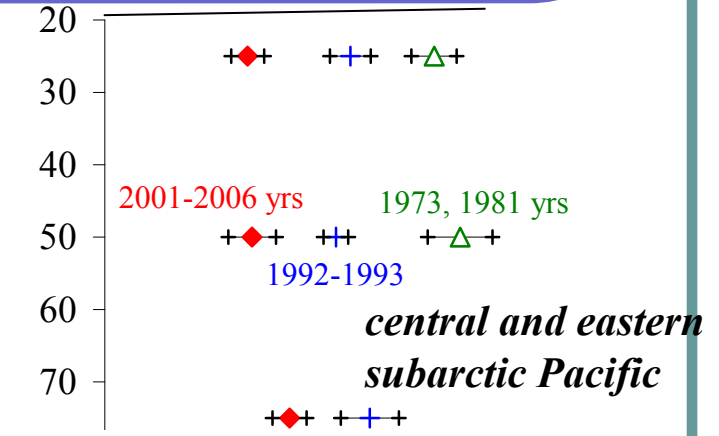 20
30
40
2001-2006 yrs
1973, 1981 yrs
50
1992-1993
60
central and eastern
subarctic Pacific
70